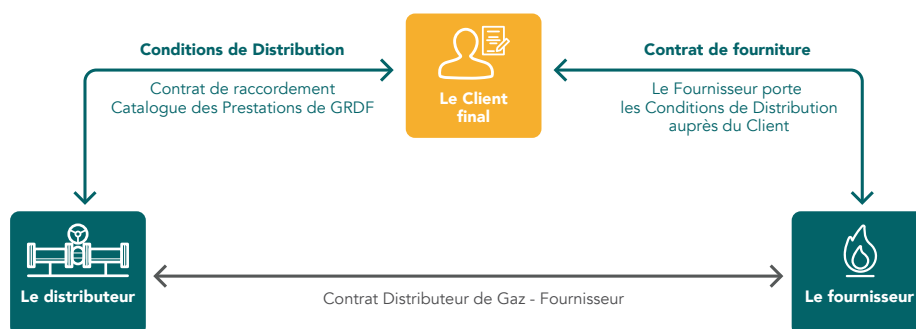 Conditions de Distribution
Contrat de raccordement
Catalogue des Prestations de GRDF
Le Client
final
Contrat de fourniture
Le Fournisseur porte
les Conditions de Distribution
auprès du Client
Le distributeur
Contrat Distributeur de Gaz - Fournisseur
Le fournisseur